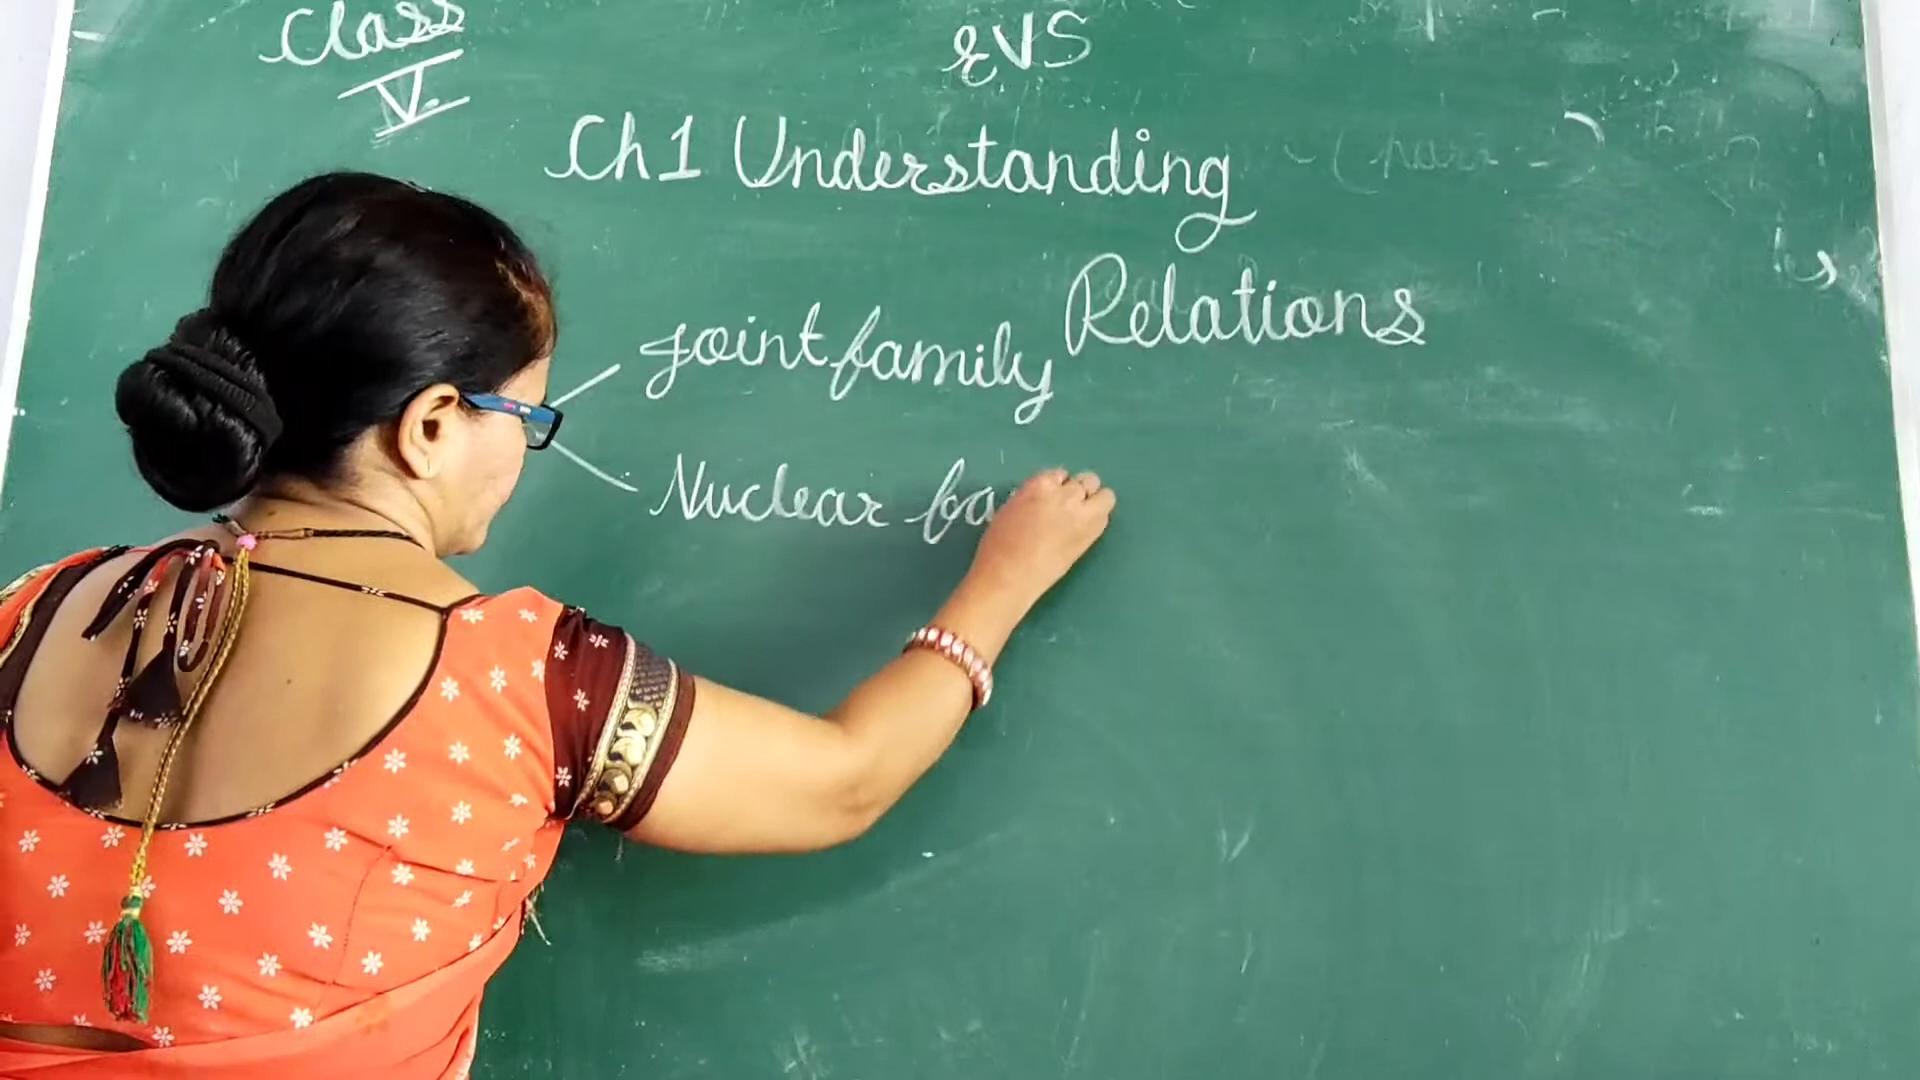 Class EVS
V.
Ch1 Understanding
Relations
Joint family
Nuclear fa